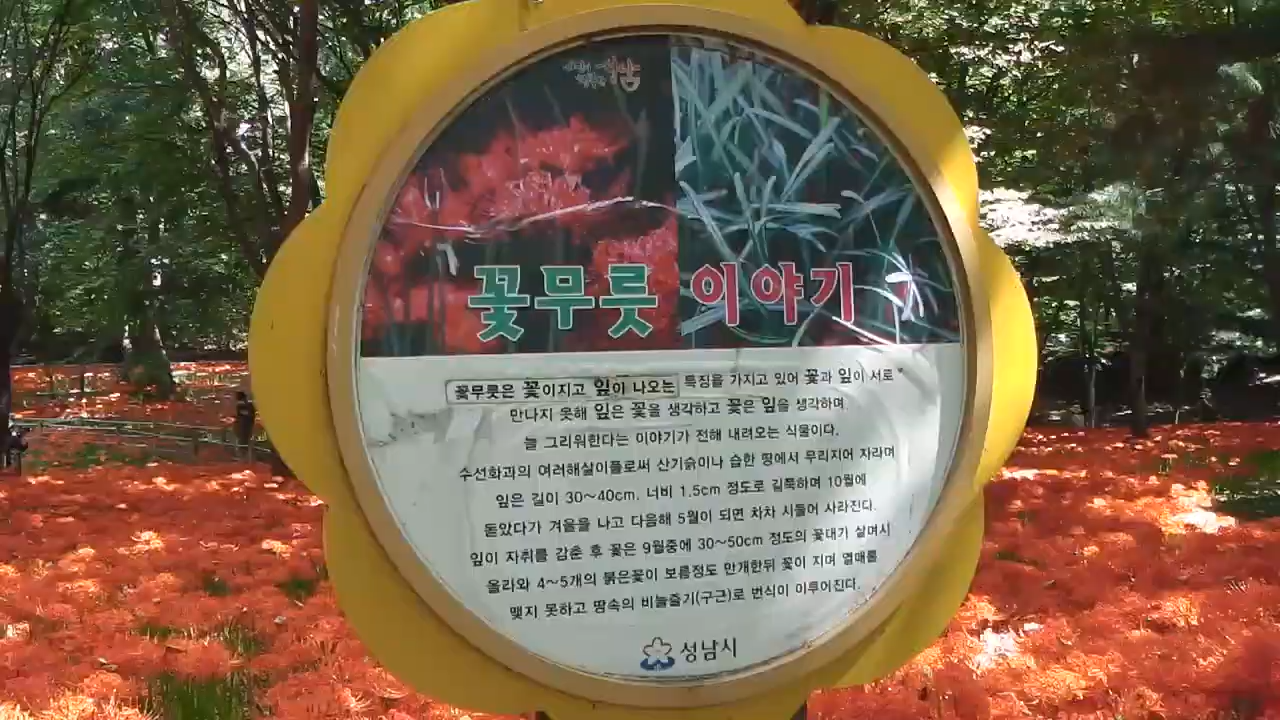 성남
꽃무릇 이야기
꽃무릇은 꽃이지고 잎이 나오는 특징을 가지고 있어 꽃과 잎이 서로
만나지 못해 잎은 꽃을 생각하고 꽃은 잎을 생각하며
늘 그리워한다는 이야기가 전해 내려오는 식물이다.
수선화과의 여러해살이풀로써 산기슭이나 습한 땅에서 무리지어 자라며
잎은 길이 30~40cm, 너비 1.5cm 정도로 길쭉하며 10월에
돋았다가 겨울을 나고 다음해 5월이 되면 차차 시들어 사라진다.
잎이 자취를 감춘 후 꽃은 9월중에 30~50cm 정도의 꽃대가 살며시
올라와 4~5개의 붉은꽃이 보름정도 만개한뒤 꽃이 지며 열매를
맺지 못하고 땅속의 비늘줄기(구근)로 번식이 이루어진다.
성남시